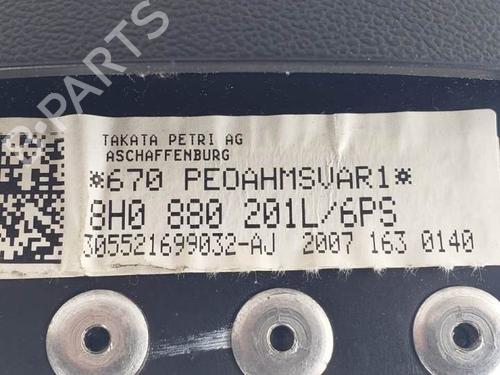 TAKATA PETRI AG
ASCHAFFENBURG
*670 PEOAHMSVAR1*
8H0 880 201L/6PS
305521699032-AJ 2007 163 0140
B-PARTS